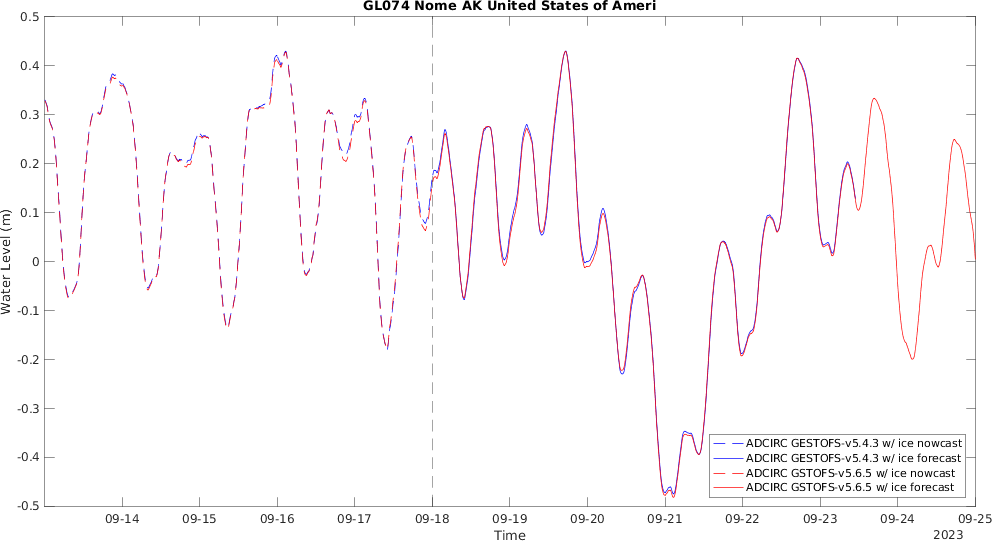 GL074 Nome AK United States of Ameri
0.5
0.4
0.3
0.2
0.1
0
-0.1
-0.2
-0.3
-0.4
-0.5
Water Level (m)
ADCIRC GESTOFS-v5.4.3 w/ ice nowcast
ADCIRC GESTOFS-v5.4.3 w/ ice forecast
ADCIRC GSTOFS-v5.6.5 w/ ice nowcast
ADCIRC GSTOFS-v5.6.5 w/ ice forecast
09-14 09-15 09-16 09-17 09-18 09-19 09-20 09-21 09-22 09-23 09-24 09-25
Time
2023